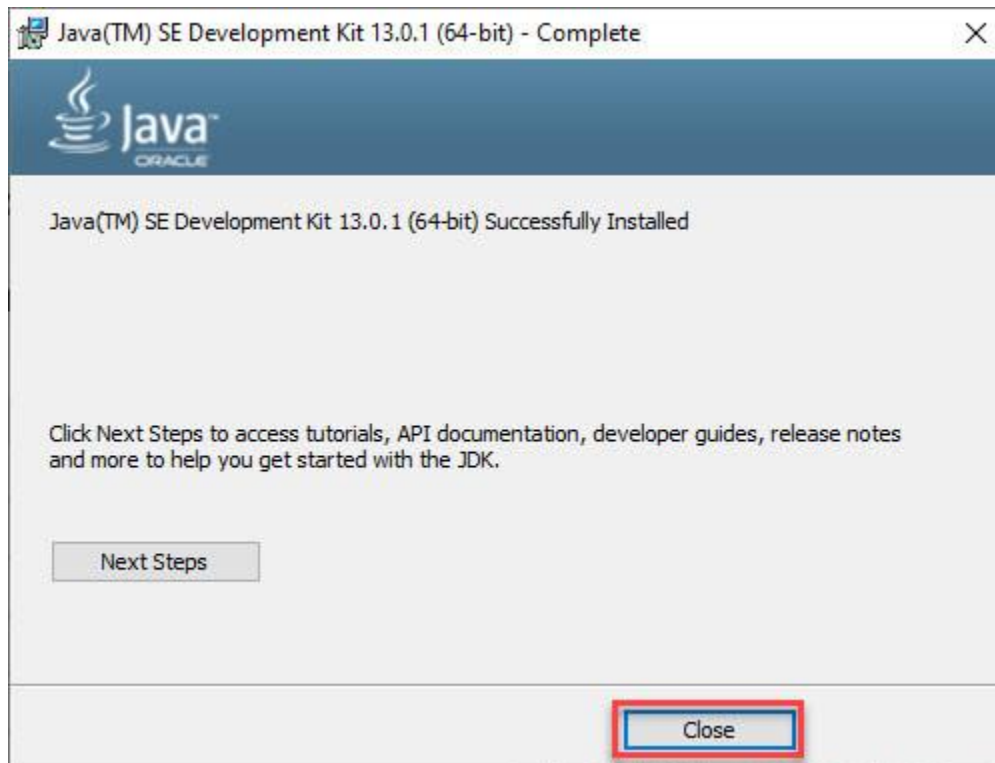 Java(TM) SE Development Kit 13.0.1 (64-bit) - Complete
Java™
ORACLE
Java(TM) SE Development Kit 13.0.1 (64-bit) Successfully Installed
Click Next Steps to access tutorials, API documentation, developer guides, release notes
and more to help you get started with the JDK.
Next Steps
Close